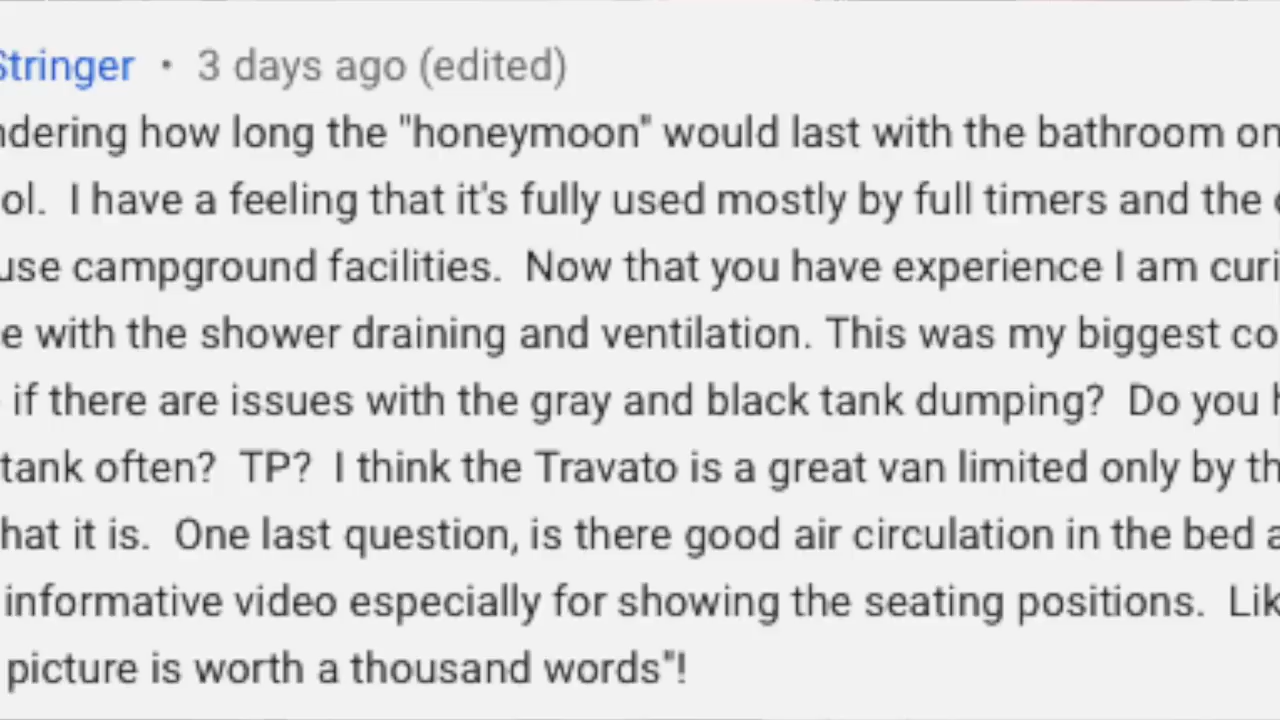 Stringer • 3 days ago (edited)
ndering how long the "honeymoon" would last with the bathroom on
ol. I have a feeling that it's fully used mostly by full timers and the
use campground facilities. Now that you have experience I am curi
e with the shower draining and ventilation. This was my biggest co
if there are issues with the gray and black tank dumping? Do you h
tank often? TP? I think the Travato is a great van limited only by th
hat it is. One last question, is there good air circulation in the bed a
informative video especially for showing the seating positions. Lik
picture is worth a thousand words"!